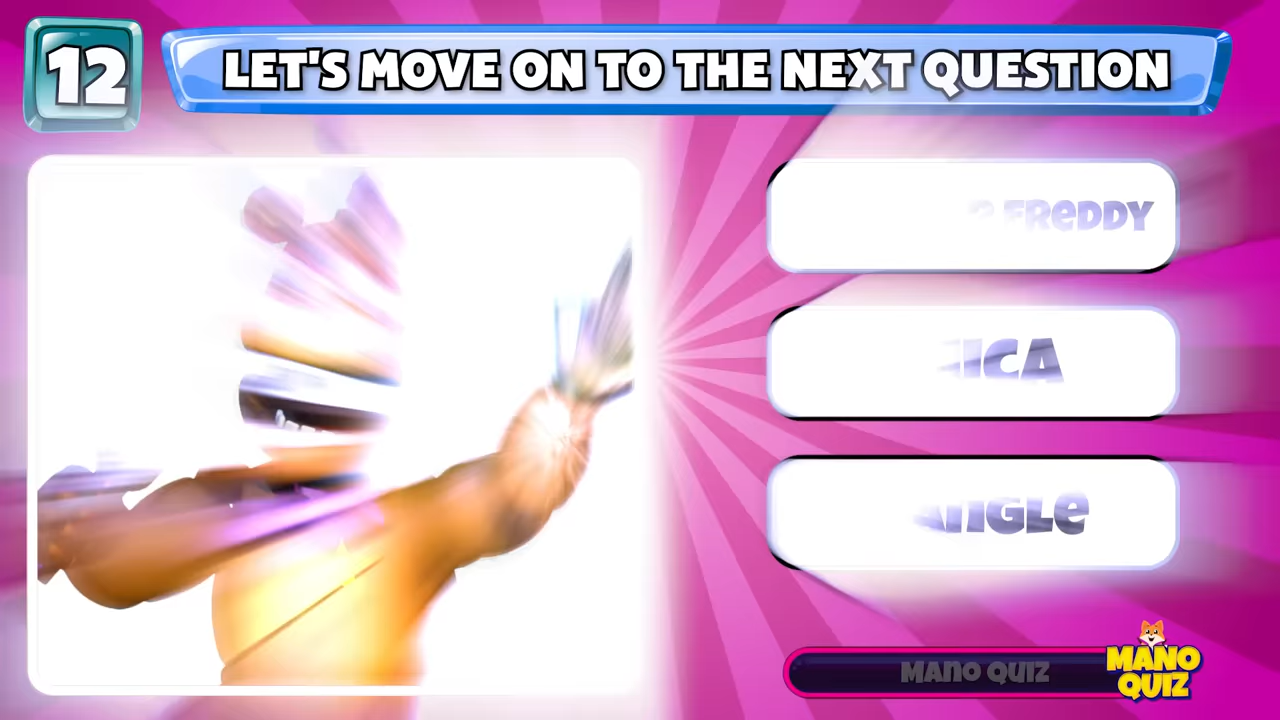 12
LET'S MOVE ON TO THE NEXT QUESTION
FREDDY
MANO QUIZ
MANO
QUIZ